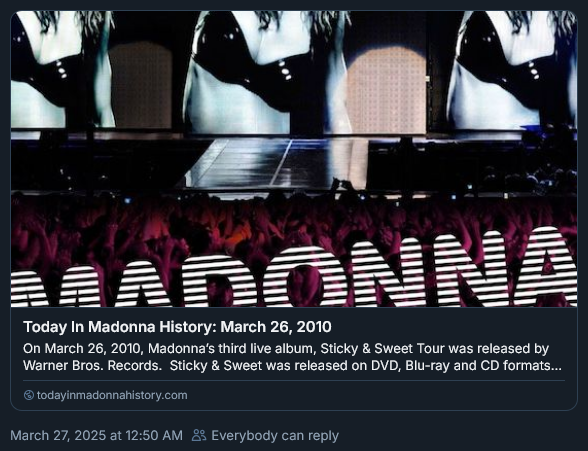 MADONNA
Today In Madonna History: March 26, 2010
On March 26, 2010, Madonna’s third live album, Sticky & Sweet Tour was released by
Warner Bros. Records.  Sticky & Sweet was released on DVD, Blu-ray and CD formats...
todayinmadonnahistory.com
March 27, 2025 at 12:50 AM Everybody can reply